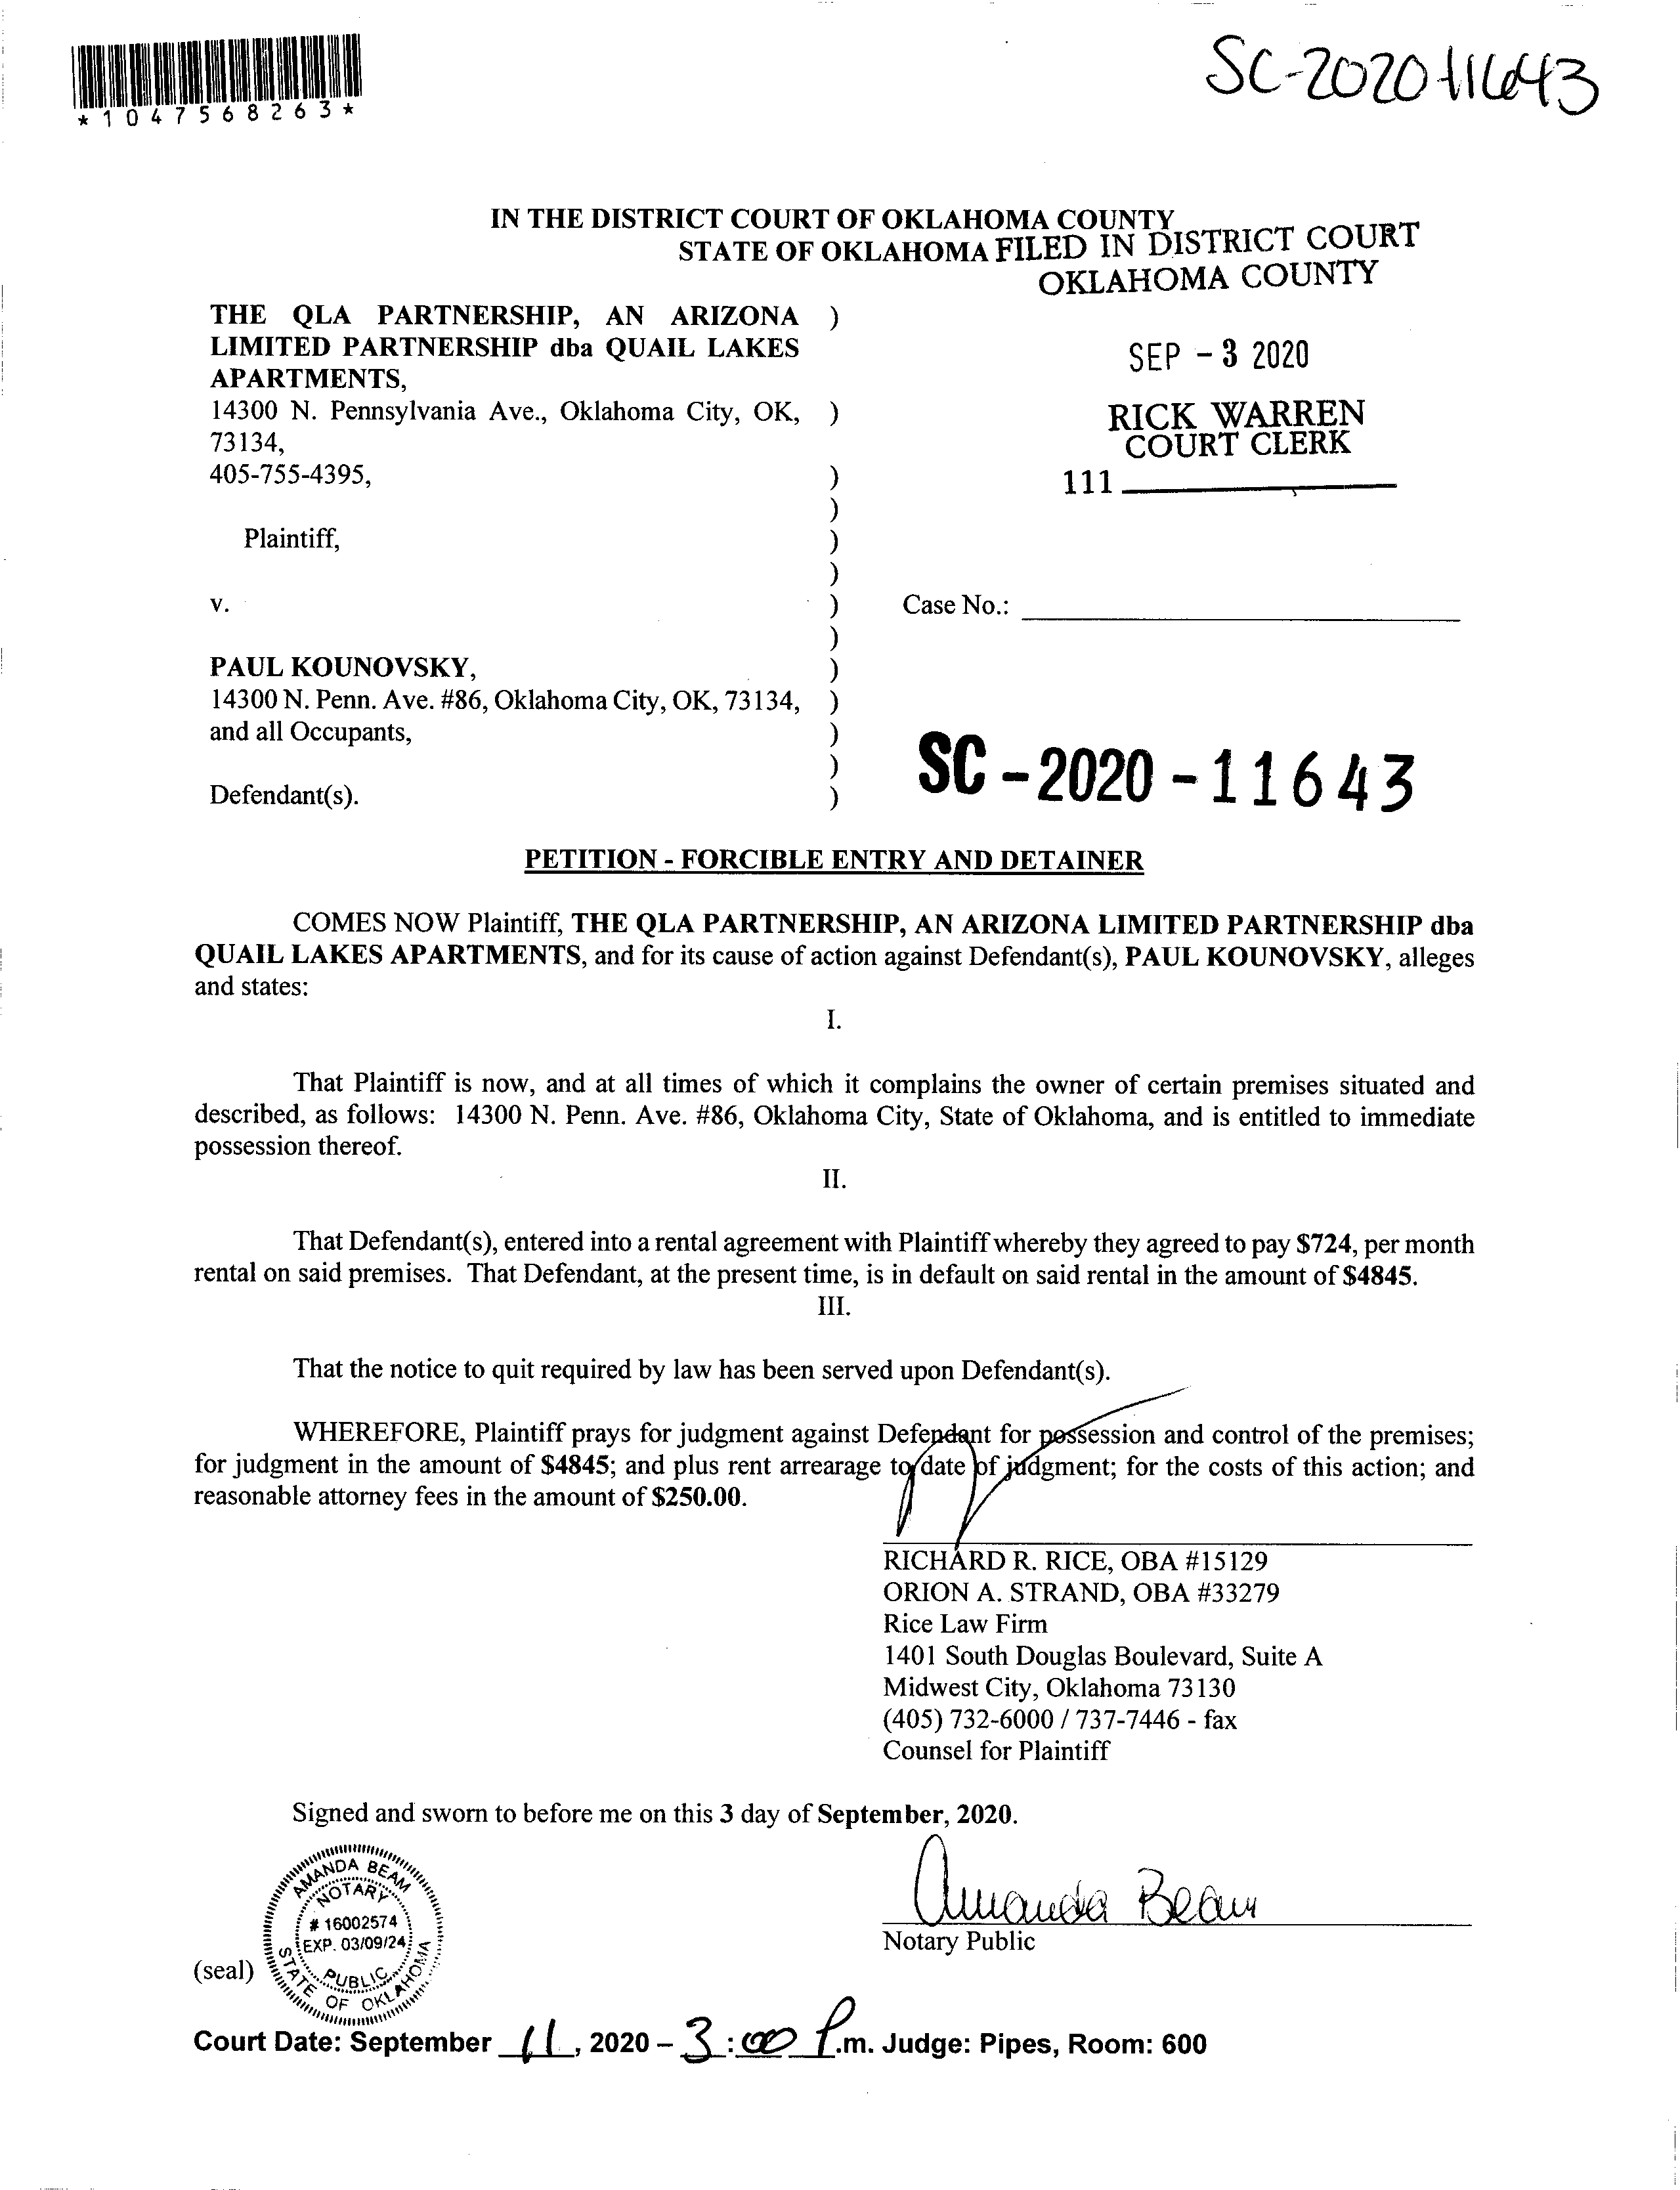 *1047568263*
SC-2020-11643
IN THE DISTRICT COURT OF OKLAHOMA COUNTY
STATE OF OKLAHOMA
FILED IN DISTRICT COURT
OKLAHOMA COUNTY
SEP - 3 2020
RICK WARREN
COURT CLERK
111
THE QLA PARTNERSHIP, AN ARIZONA )
LIMITED PARTNERSHIP dba QUAIL LAKES
APARTMENTS,
14300 N. Pennsylvania Ave., Oklahoma City, OK, )
73134,
405-755-4395, )
)
Plaintiff, )
)
v. ) Case No.:
)
PAUL KOUNOVSKY, )
14300 N. Penn. Ave. #86, Oklahoma City, OK, 73134, )
and all Occupants, )
)
Defendant(s). )
SC-2020-11643
PETITION - FORCIBLE ENTRY AND DETAINER
COMES NOW Plaintiff, THE QLA PARTNERSHIP, AN ARIZONA LIMITED PARTNERSHIP dba
QUAIL LAKES APARTMENTS, and for its cause of action against Defendant(s), PAUL KOUNOVSKY, alleges
and states:
I.
That Plaintiff is now, and at all times of which it complains the owner of certain premises situated and
described, as follows: 14300 N. Penn. Ave. #86, Oklahoma City, State of Oklahoma, and is entitled to immediate
possession thereof.
II.
That Defendant(s), entered into a rental agreement with Plaintiff whereby they agreed to pay $724, per month
rental on said premises. That Defendant, at the present time, is in default on said rental in the amount of $4845.
III.
That the notice to quit required by law has been served upon Defendant(s).
WHEREFORE, Plaintiff prays for judgment against Defendant for possession and control of the premises;
for judgment in the amount of $4845; and plus rent arrearage to date of judgment; for the costs of this action; and
reasonable attorney fees in the amount of $250.00.
RICHARD R. RICE, OBA #15129
ORION A. STRAND, OBA #33279
Rice Law Firm
1401 South Douglas Boulevard, Suite A
Midwest City, Oklahoma 73130
(405) 732-6000 / 737-7446 - fax
Counsel for Plaintiff
Signed and sworn to before me on this 3 day of September, 2020.
Amanda Beam
Notary Public
(seal)
AMANDA BEAM
NOTARY
# 16002574
EXP. 03/09/24
PUBLIC
STATE OF OKLAHOMA
Court Date: September 11, 2020 – 3:00 P.m. Judge: Pipes, Room: 600